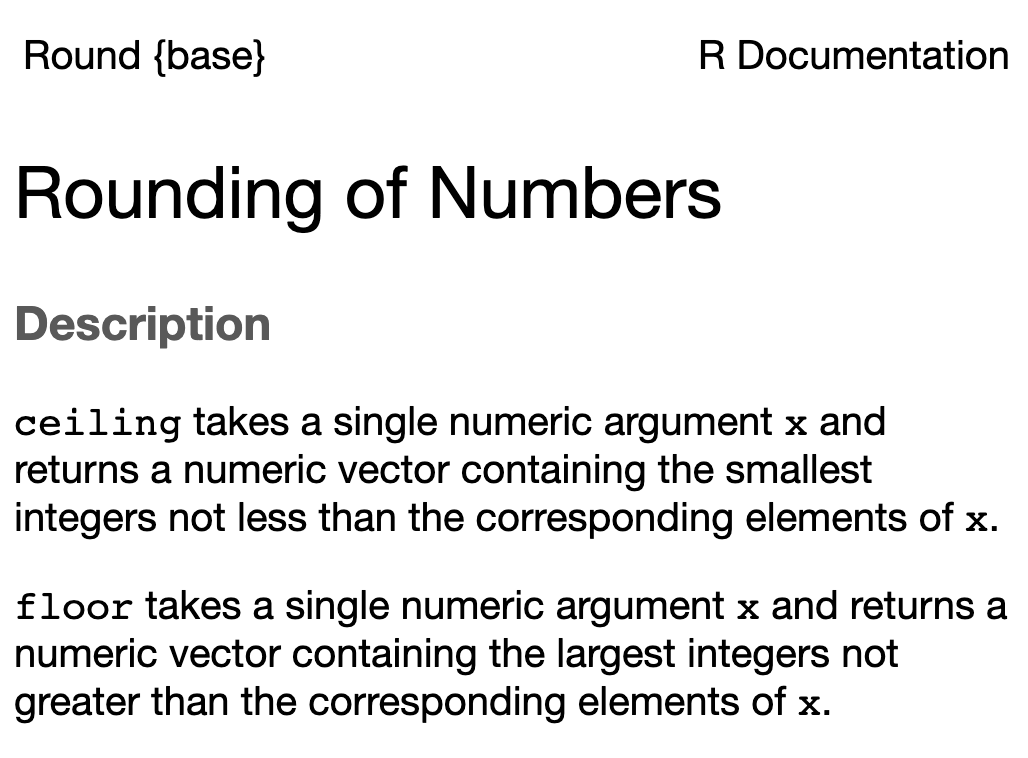 Round {base} R Documentation
Rounding of Numbers
Description
ceiling takes a single numeric argument x and
returns a numeric vector containing the smallest
integers not less than the corresponding elements of x.
floor takes a single numeric argument x and returns a
numeric vector containing the largest integers not
greater than the corresponding elements of x.